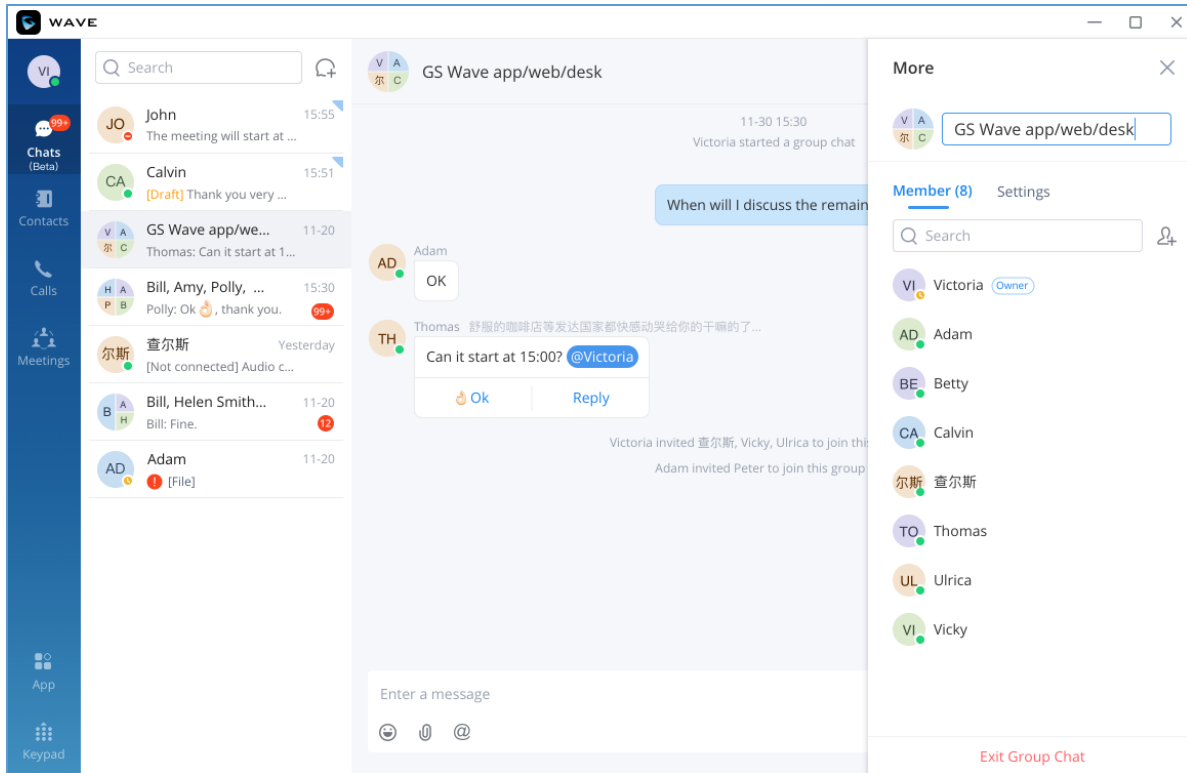 WAVE
VI
99+
Chats
(Beta)
Contacts
Calls
Meetings
App
Keypad
Search
JO
John 15:55
The meeting will start at ...
CA
Calvin 15:51
[Draft] Thank you very ...
V A
尔 C
GS Wave app/we... 11-20
Thomas: Can it start at 1...
H A
P B
Bill, Amy, Polly, ... 15:30
Polly: Ok👌🏻, thank you. 99+
尔斯
查尔斯 Yesterday
[Not connected] Audio c...
B A
H
Bill, Helen Smith... 11-20
Bill: Fine. 12
AD
Adam 11-20
! [File]
V A
尔 C
GS Wave app/web/desk
11-30 15:30
Victoria started a group chat
When will I discuss the remain
AD
Adam
OK
TH
Thomas 舒服的咖啡店等发达国家都快感动哭给你的干嘛的了...
Can it start at 15:00? @Victoria
👌🏻Ok Reply
Victoria invited 查尔斯, Vicky, Ulrica to join this
Adam invited Peter to join this group
Enter a message
@
More
V A
尔 C
GS Wave app/web/desk
Member (8) Settings
Search
VI Victoria Owner
AD Adam
BE Betty
CA Calvin
尔斯 查尔斯
TO Thomas
UL Ulrica
VI Vicky
Exit Group Chat